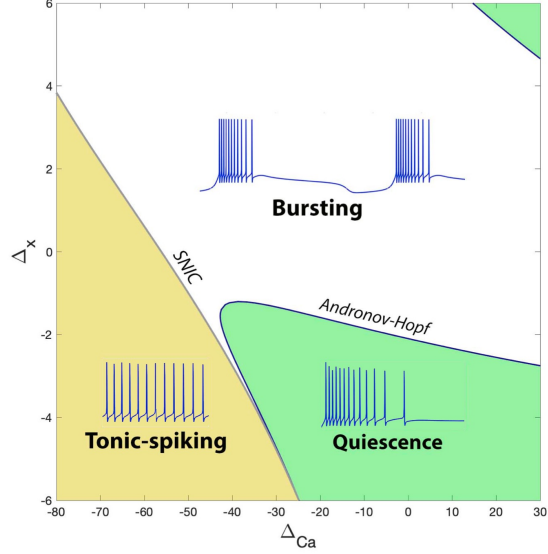 6
4
2
0
-2
-4
-6
Δx
Bursting
SNIC
Andronov-Hopf
Tonic-spiking
Quiescence
-80 -70 -60 -50 -40 -30 -20 -10 0 10 20 30
ΔCa